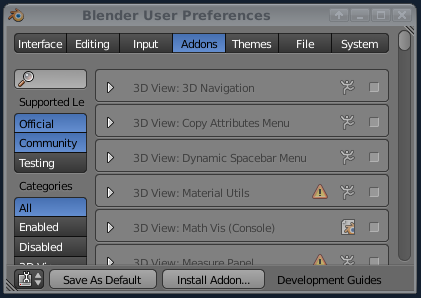 Blender User Preferences
Interface Editing Input Addons Themes File System
Supported Le
Official
Community
Testing
Categories
All
Enabled
Disabled
3D View: 3D Navigation
3D View: Copy Attributes Menu
3D View: Dynamic Spacebar Menu
3D View: Material Utils
3D View: Math Vis (Console)
3D View: Measure Panel
Save As Default Install Addon... Development Guides